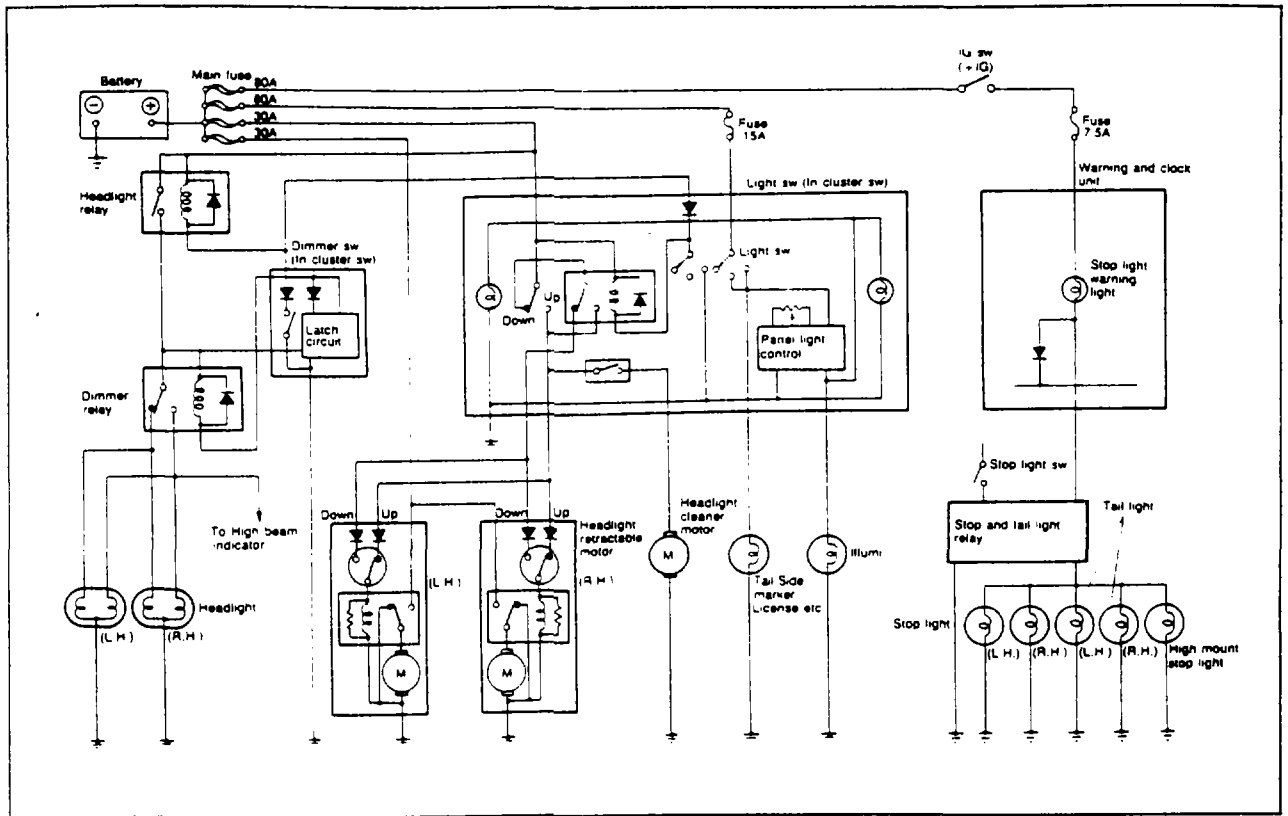 IG sw
(+IG)
Battery
Main fuse
80A
60A
30A
30A
Fuse
15A
Fuse
7.5A
Warning and clock
unit
Headlight
relay
Light sw (In cluster sw)
Dimmer sw
(In cluster sw)
Light sw
Stop light
warning
light
Up
Down
Latch
circuit
Panel light
control
Dimmer
relay
Stop light sw
To High beam
indicator
Down
Up
Down
Up
Headlight
retractable
motor
Headlight
cleaner
motor
Stop and tail light
relay
Tail light
M
Illumi
(L.H.)
(R.H.)
Tail Side
marker
License etc
Headlight
(L.H.)
(R.H.)
Stop light
(L.H.)
(R.H.)
(L.H.)
(R.H.)
High mount
stop light
M
M